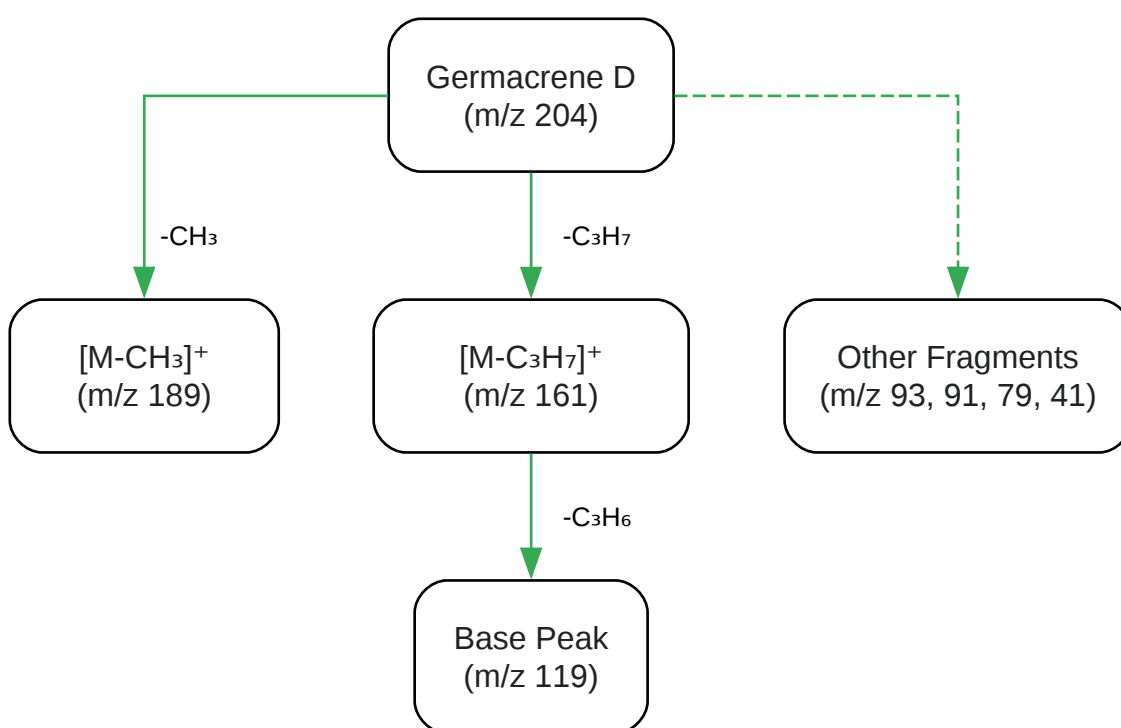 Germacrene D
(m/z 204)
-CH₃
-C₃H₇
[M-CH₃]⁺
(m/z 189)
[M-C₃H₇]⁺
(m/z 161)
Other Fragments
(m/z 93, 91, 79, 41)
-C₃H₆
Base Peak
(m/z 119)